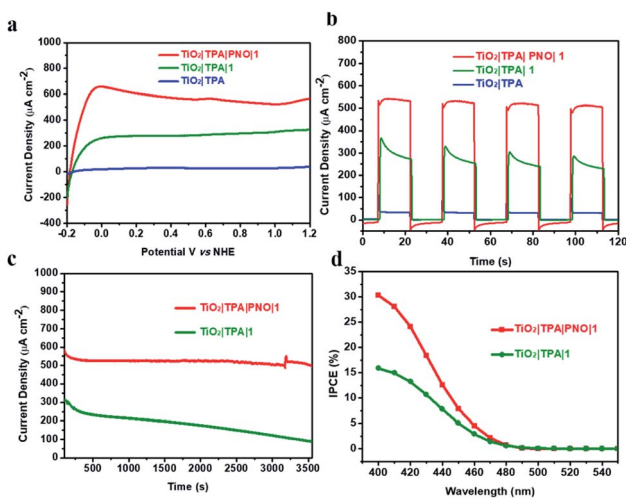 a
TiO₂|TPA|PNO|1
TiO₂|TPA|1
TiO₂|TPA
Current Density (μA cm⁻²)
1000
800
600
400
200
0
-200
-400
-0.2 0.0 0.2 0.4 0.6 0.8 1.0 1.2
Potential V vs NHE
b
TiO₂|TPA| PNO| 1
TiO₂|TPA| 1
TiO₂|TPA
Current Density (μA cm⁻²)
800
700
600
500
400
300
200
100
0
0 20 40 60 80 100 120
Time (s)
c
TiO₂|TPA|PNO|1
TiO₂|TPA|1
Current Density (μA cm⁻²)
1000
900
800
700
600
500
400
300
200
100
0
500 1000 1500 2000 2500 3000 3500
Time (s)
d
TiO₂|TPA|PNO|1
TiO₂|TPA|1
IPCE (%)
35
30
25
20
15
10
5
0
400 420 440 460 480 500 520 540
Wavelength (nm)